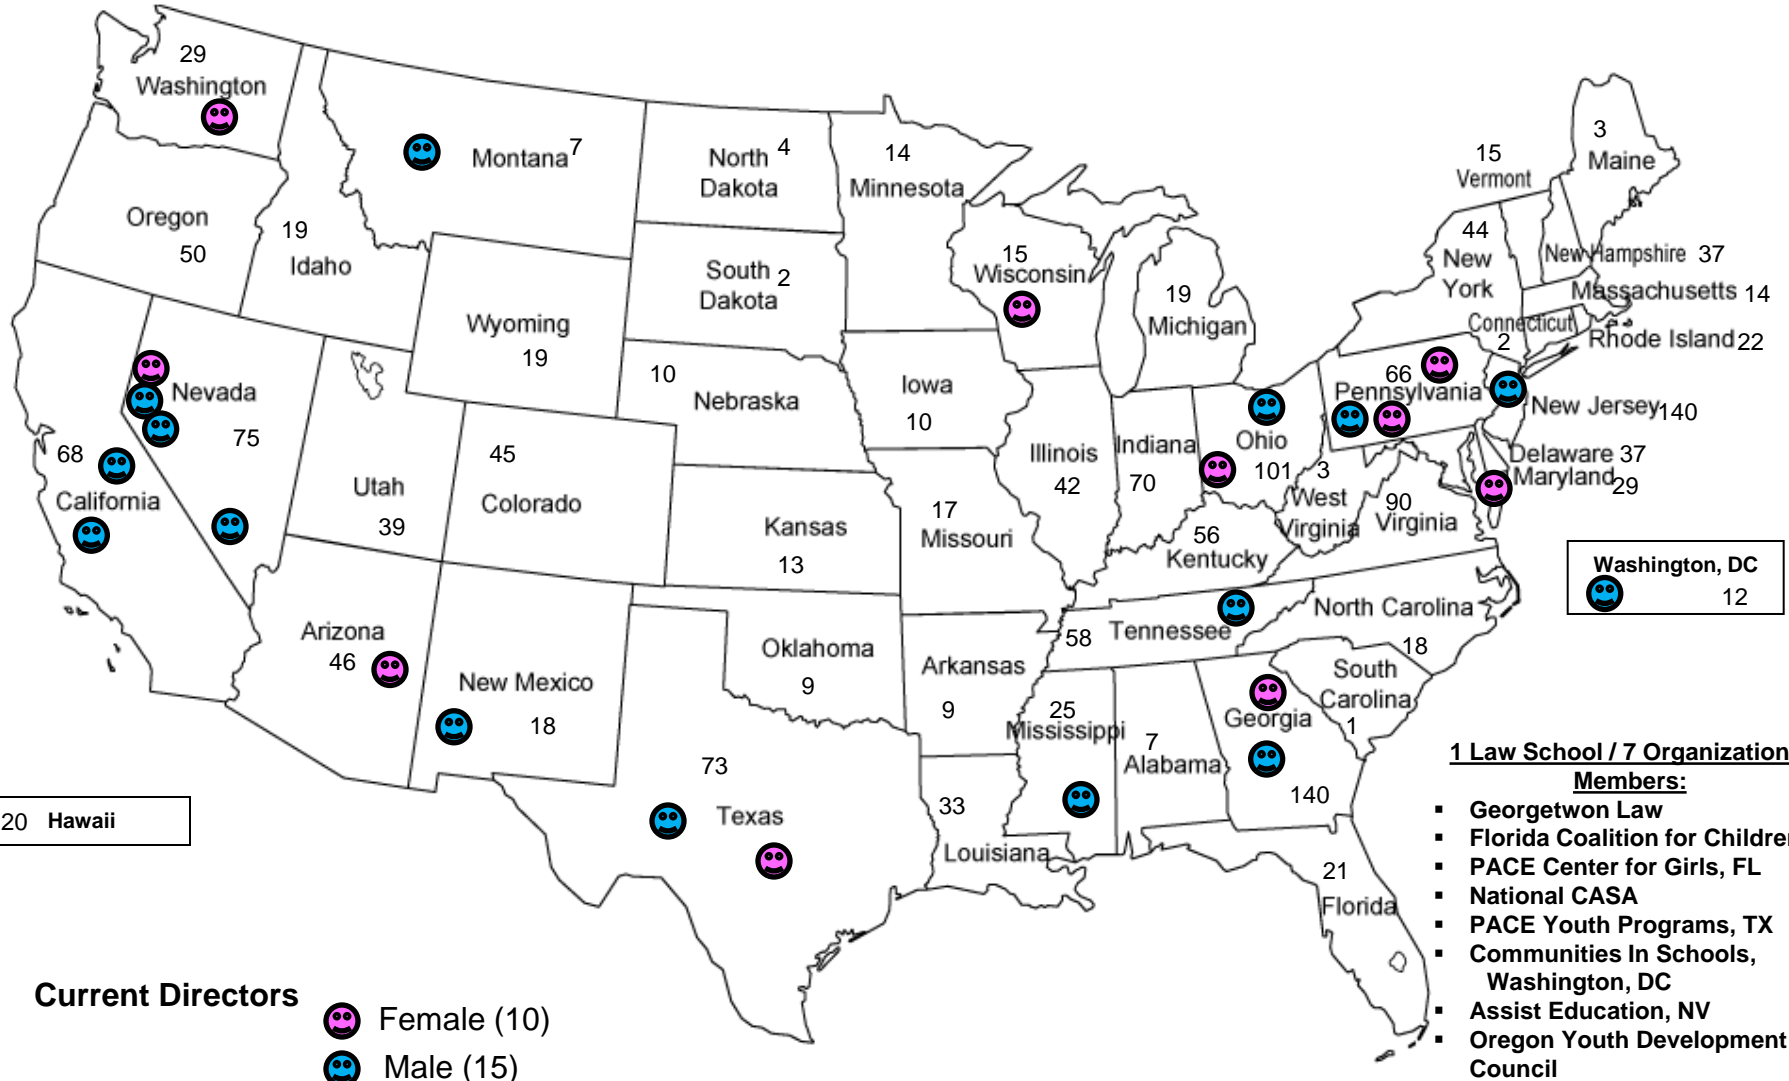 29
Washington
Montana 7
North 4
Dakota
14
Minnesota
15
Vermont
3
Maine
Oregon
50
19
Idaho
South 2
Dakota
15
Wisconsin
19
Michigan
44
New
York
New Hampshire 37
Massachusetts 14
Connecticut
2
Rhode Island 22
Wyoming
19
10
Nebraska
Iowa
10
Nevada
75
68
California
Utah
39
45
Colorado
Kansas
13
17
Missouri
Illinois
42
Indiana
70
Ohio
101
66
Pennsylvania
New Jersey 140
Delaware 37
Maryland 29
3
West
Virginia
90
Virginia
56
Kentucky
Washington, DC
12
Arizona
46
New Mexico
18
Oklahoma
9
Arkansas
9
58 Tennessee
North Carolina
18
South
Carolina
1
25
Mississippi
7
Alabama
Georgia
140
73
Texas
33
Louisiana
21
Florida
20 Hawaii
1 Law School / 7 Organization
Members:
▪ Georgetwon Law
▪ Florida Coalition for Children
▪ PACE Center for Girls, FL
▪ National CASA
▪ PACE Youth Programs, TX
▪ Communities In Schools,
Washington, DC
▪ Assist Education, NV
▪ Oregon Youth Development
Council
Current Directors
Female (10)
Male (15)